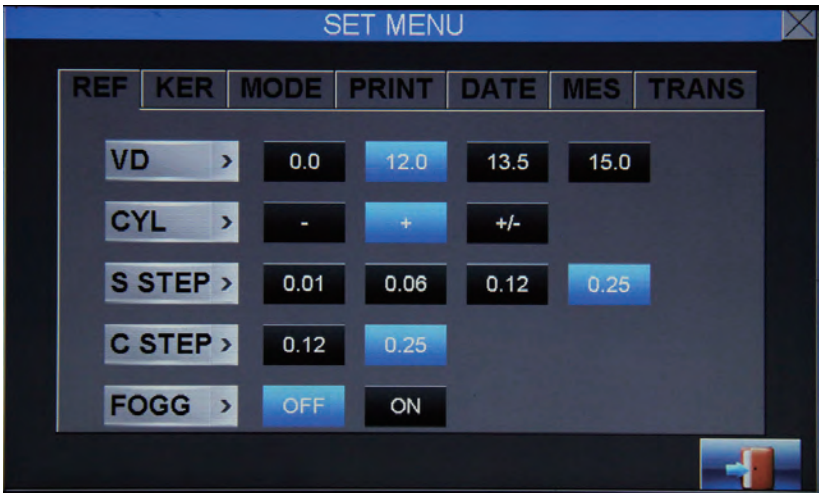 SET MENU
REF KER MODE PRINT DATE MES TRANS
VD > 0.0 12.0 13.5 15.0
CYL > - + +/-
S STEP > 0.01 0.06 0.12 0.25
C STEP > 0.12 0.25
FOGG > OFF ON